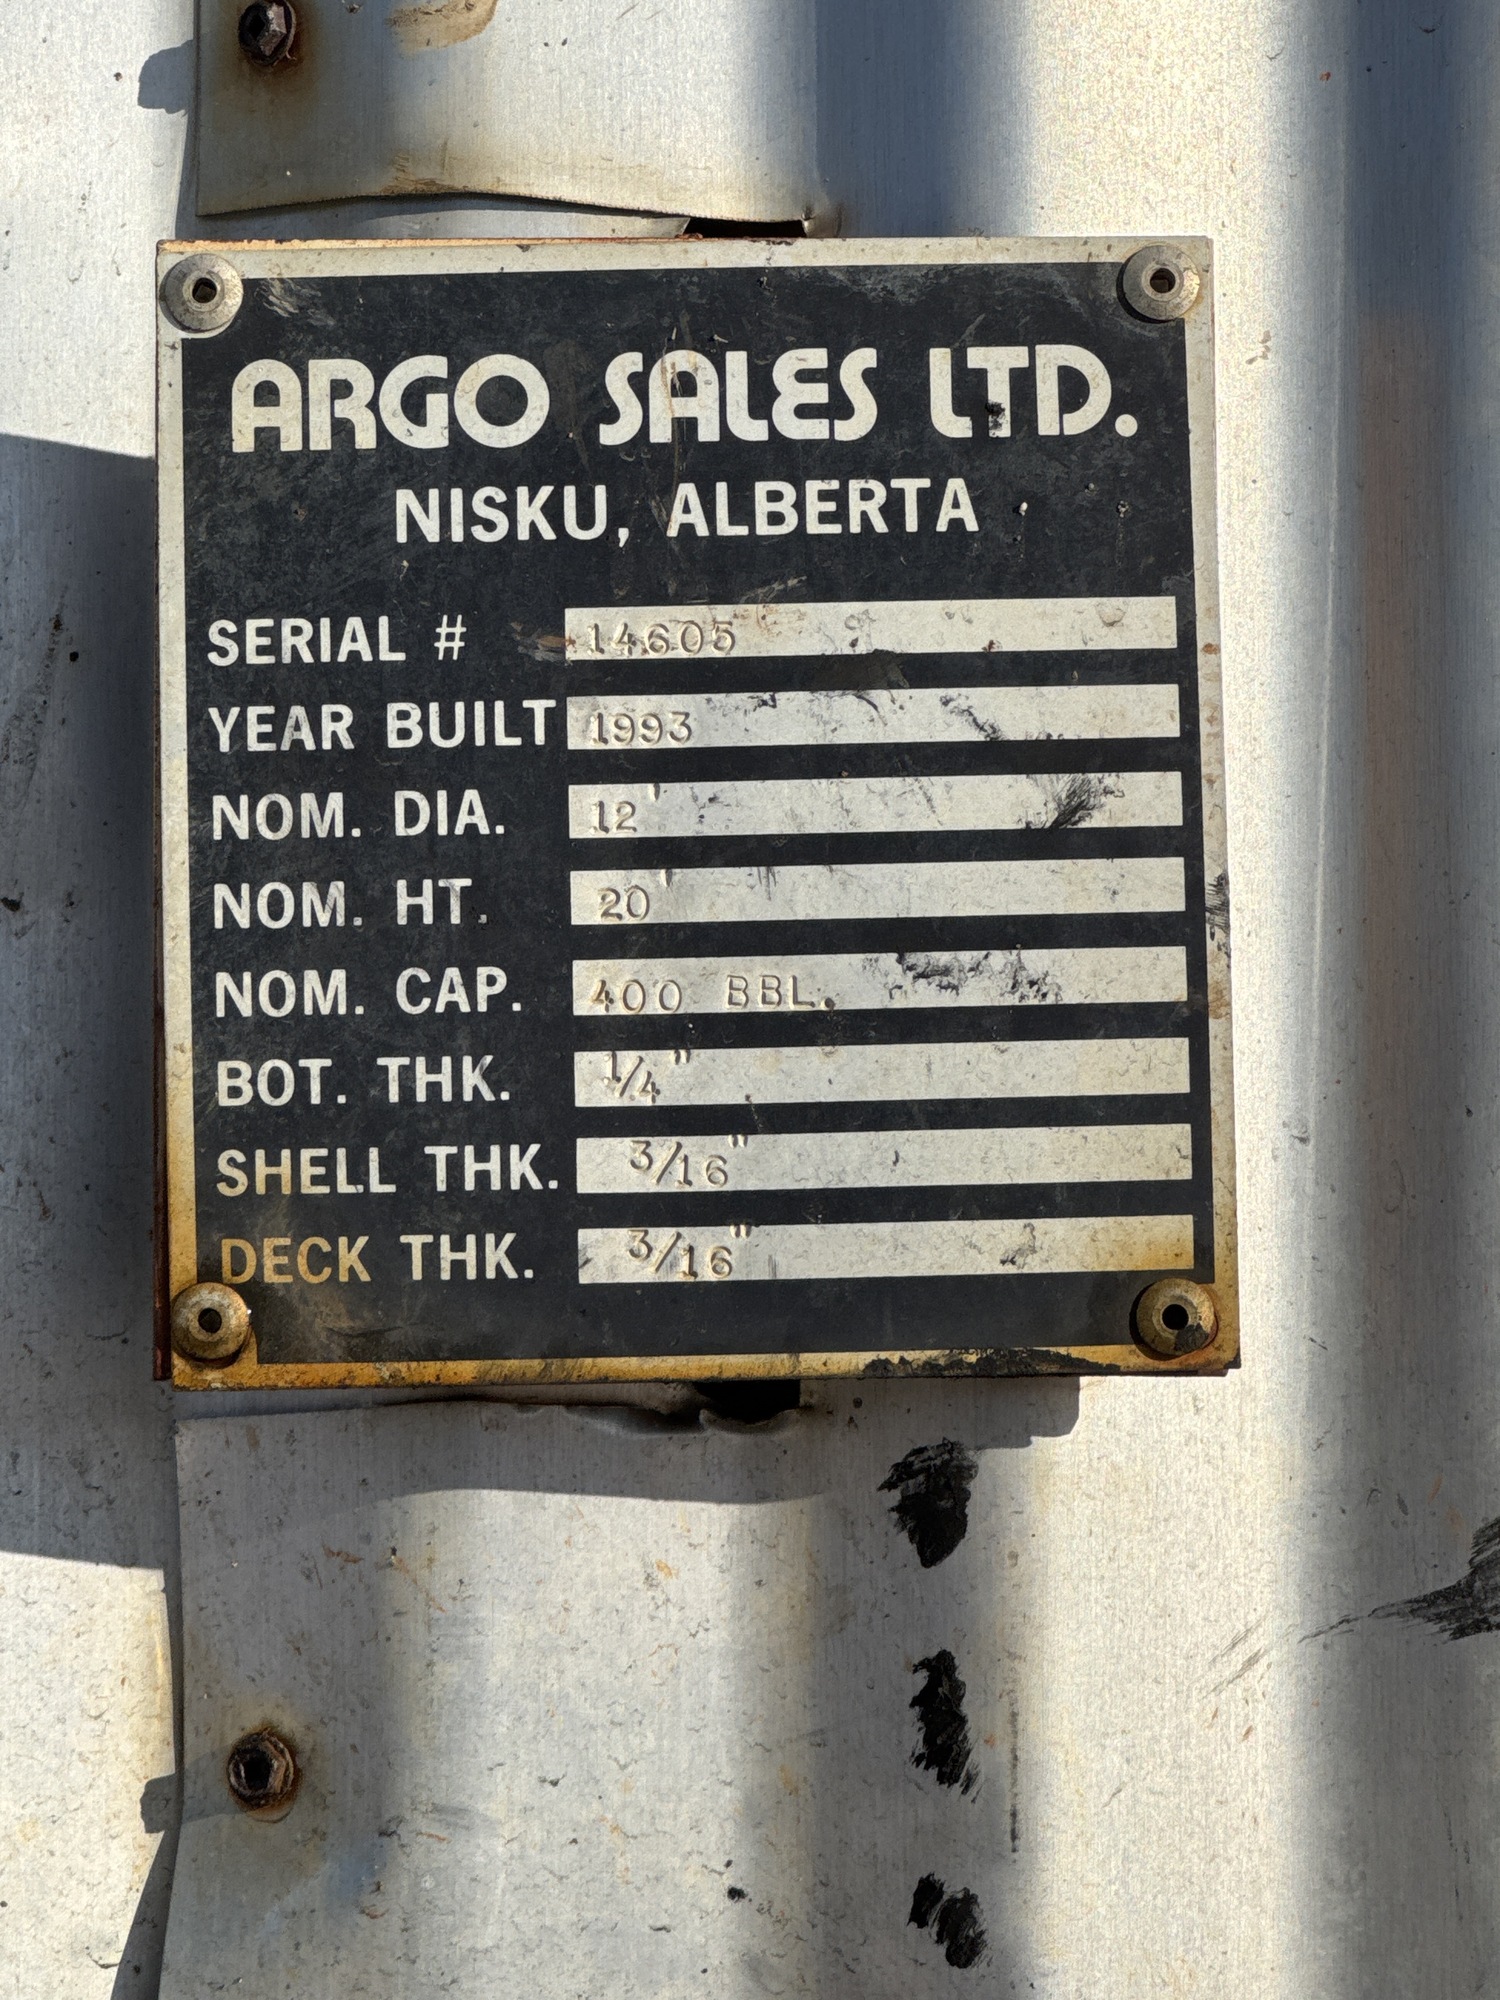 ARGO SALES LTD.
NISKU, ALBERTA
SERIAL # 14605
YEAR BUILT 1993
NOM. DIA. 12'
NOM. HT. 20'
NOM. CAP. 400 BBL.
BOT. THK. 1/4"
SHELL THK. 3/16"
DECK THK. 3/16"